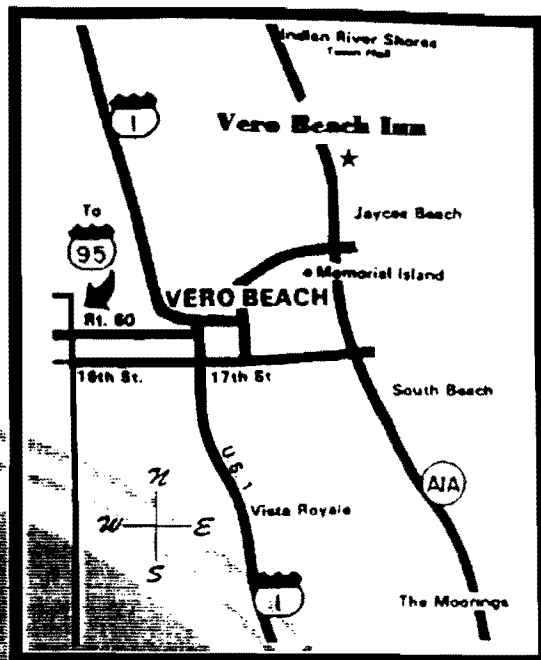 Indian River Shores
Town Hall
1
Vero Beach Inn
To
95
Jaycee Beach
Memorial Island
VERO BEACH
Rt. 60
16th St.
17th St
South Beach
U.S. 1
N
W E
S
Vista Royale
A1A
1
The Moorings